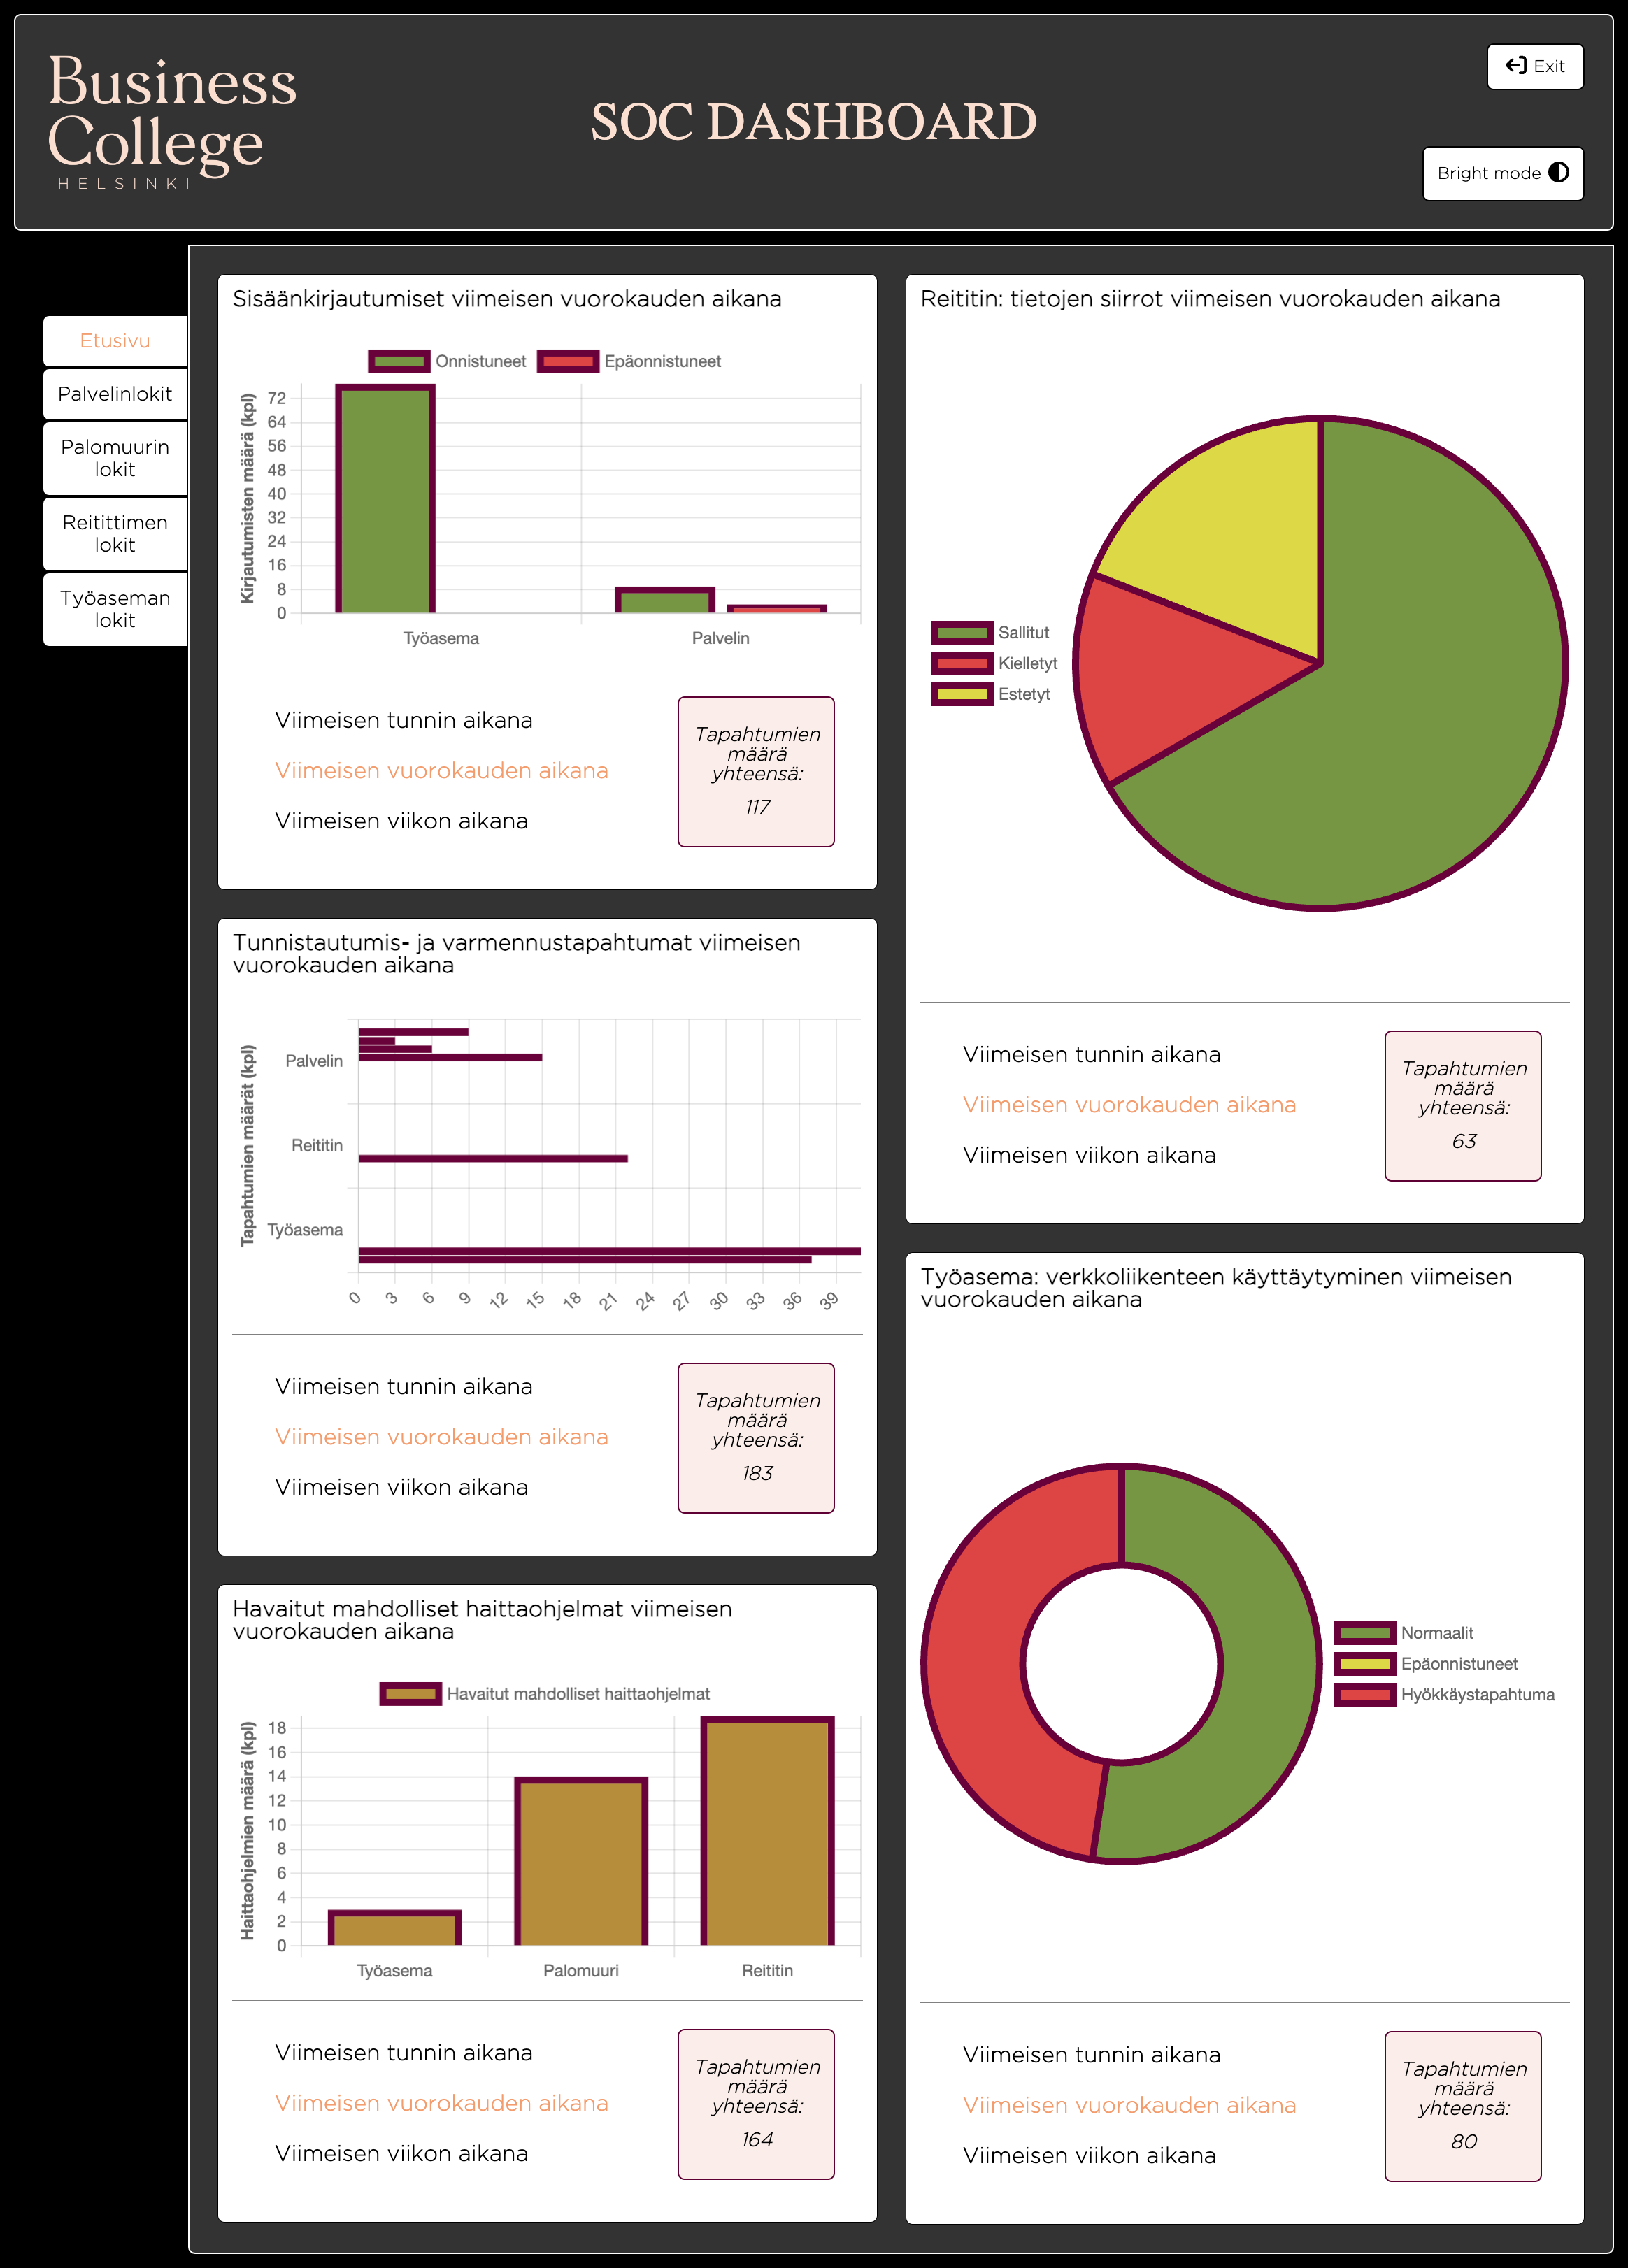 Business
College
HELSINKI
SOC DASHBOARD
Exit
Bright mode
Etusivu
Palvelinlokit
Palomuurin
lokit
Reitittimen
lokit
Työaseman
lokit
Sisäänkirjautumiset viimeisen vuorokauden aikana
Onnistuneet
Epäonnistuneet
Kirjautumisten määrä (kpl)
72
64
56
48
40
32
24
16
8
0
Työasema
Palvelin
Viimeisen tunnin aikana
Viimeisen vuorokauden aikana
Viimeisen viikon aikana
Tapahtumien
määrä
yhteensä:
117
Tunnistautumis- ja varmennustapahtumat viimeisen
vuorokauden aikana
Tapahtumien määrät (kpl)
Palvelin
Reititin
Työasema
0 3 6 9 12 15 18 21 24 27 30 33 36 39
Viimeisen tunnin aikana
Viimeisen vuorokauden aikana
Viimeisen viikon aikana
Tapahtumien
määrä
yhteensä:
183
Havaitut mahdolliset haittaohjelmat viimeisen
vuorokauden aikana
Havaitut mahdolliset haittaohjelmat
Haittaohjelmien määrä (kpl)
18
16
14
12
10
8
6
4
2
0
Työasema
Palomuuri
Reititin
Viimeisen tunnin aikana
Viimeisen vuorokauden aikana
Viimeisen viikon aikana
Tapahtumien
määrä
yhteensä:
164
Reititin: tietojen siirrot viimeisen vuorokauden aikana
Sallitut
Kielletyt
Estetyt
Viimeisen tunnin aikana
Viimeisen vuorokauden aikana
Viimeisen viikon aikana
Tapahtumien
määrä
yhteensä:
63
Työasema: verkkoliikenteen käyttäytyminen viimeisen
vuorokauden aikana
Normaalit
Epäonnistuneet
Hyökkäystapahtuma
Viimeisen tunnin aikana
Viimeisen vuorokauden aikana
Viimeisen viikon aikana
Tapahtumien
määrä
yhteensä:
80